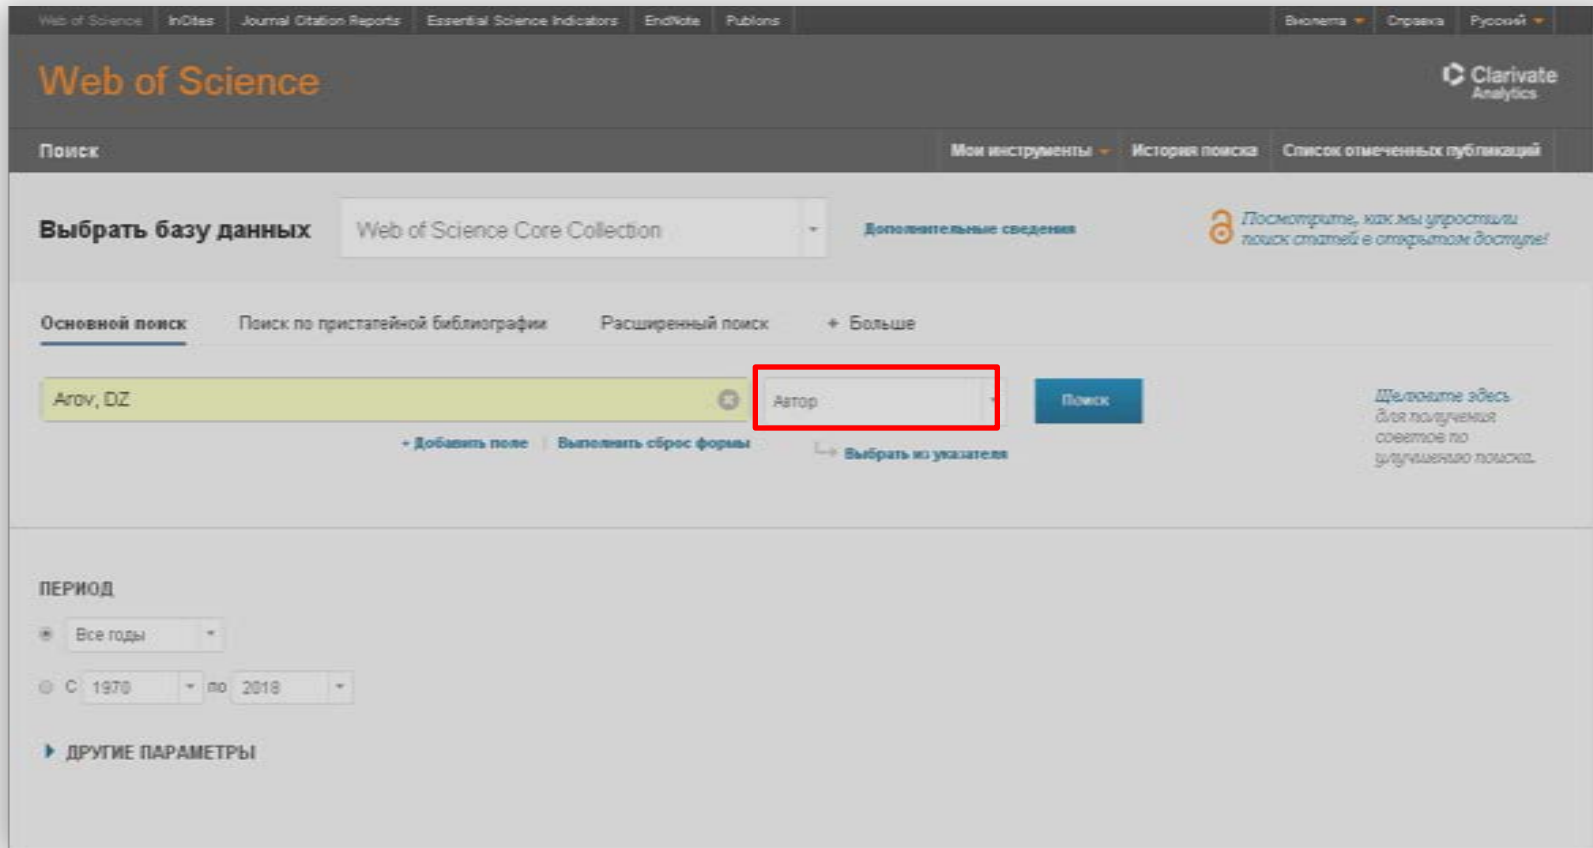 Web of Science InCites Journal Citation Reports Essential Science Indicators EndNote Publons Виолетта Справка Русский
Web of Science
Clarivate
Analytics
Поиск Мои инструменты История поиска Список отмеченных публикаций
Выбрать базу данных Web of Science Core Collection Дополнительные сведения
Посмотрите, как мы упростили
поиск статей в открытом доступе!
Основной поиск Поиск по пристатейной библиографии Расширенный поиск + Больше
Arov, DZ Автор Поиск
+ Добавить поле | Выполнить сброс формы
Выбрать из указателя
Щелкните здесь
для получения
советов по
улучшению поиска.
ПЕРИОД
Все годы
С 1970 по 2018
ДРУГИЕ ПАРАМЕТРЫ